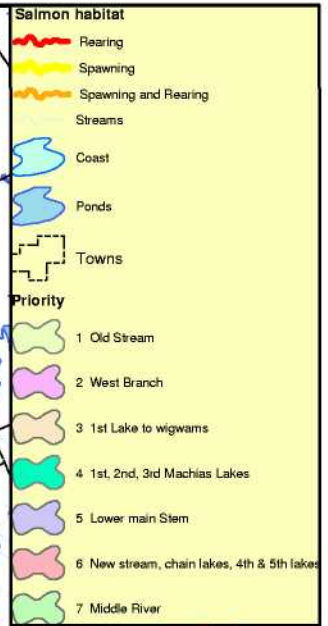 Salmon habitat
Rearing
Spawning
Spawning and Rearing
Streams
Coast
Ponds
Towns
Priority
1 Old Stream
2 West Branch
3 1st Lake to wigwams
4 1st, 2nd, 3rd Machias Lakes
5 Lower main Stem
6 New stream, chain lakes, 4th & 5th lakes
7 Middle River